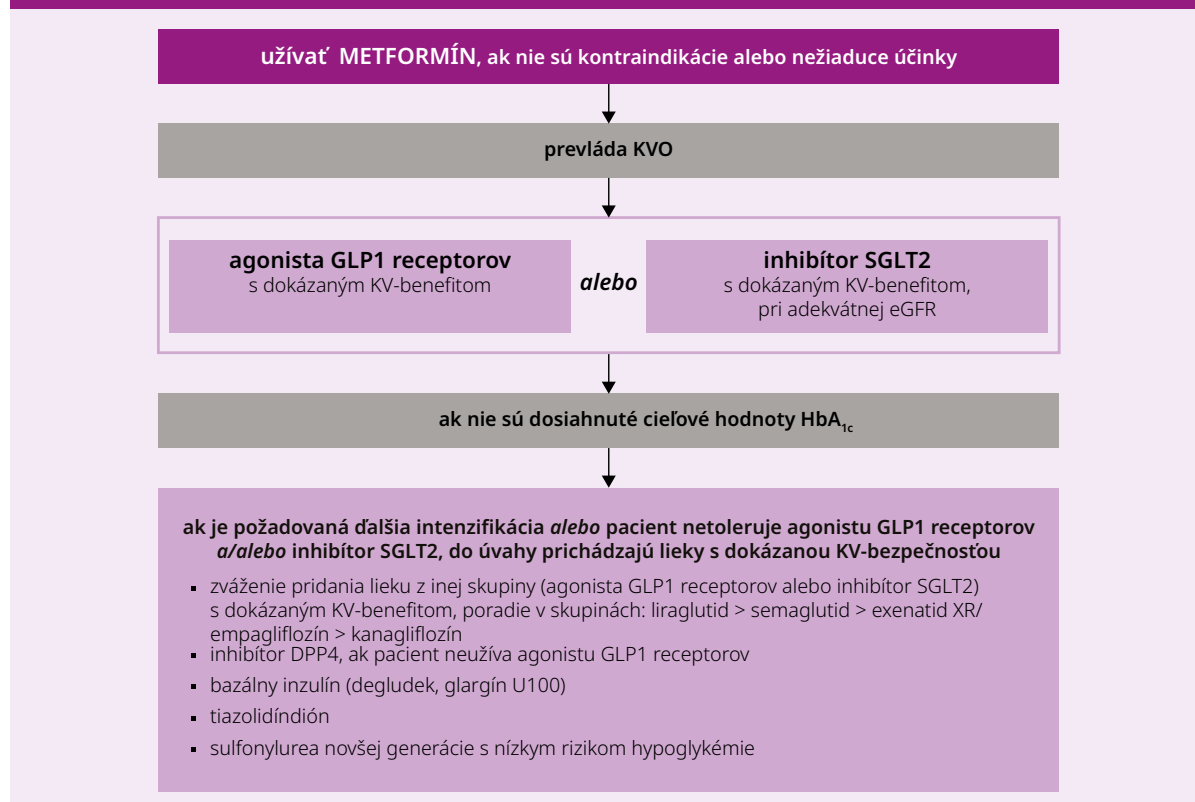 užívať METFORMÍN, ak nie sú kontraindikácie alebo nežiaduce účinky
prevláda KVO
agonista GLP1 receptorov
s dokázaným KV-benefitom
alebo
inhibítor SGLT2
s dokázaným KV-benefitom,
pri adekvátnej eGFR
ak nie sú dosiahnuté cieľové hodnoty HbA1c
ak je požadovaná ďalšia intenzifikácia alebo pacient netoleruje agonistu GLP1 receptorov
a/alebo inhibítor SGLT2, do úvahy prichádzajú lieky s dokázanou KV-bezpečnosťou
▪ zváženie pridania lieku z inej skupiny (agonista GLP1 receptorov alebo inhibítor SGLT2)
s dokázaným KV-benefitom, poradie v skupinách: liraglutid > semaglutid > exenatid XR/
empagliflozín > kanagliflozín
▪ inhibítor DPP4, ak pacient neužíva agonistu GLP1 receptorov
▪ bazálny inzulín (degludek, glargín U100)
▪ tiazolidíndión
▪ sulfonylurea novšej generácie s nízkym rizikom hypoglykémie